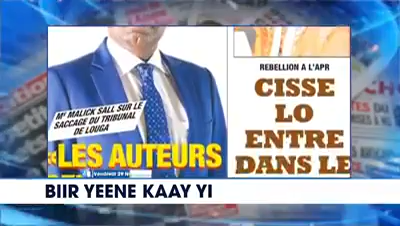 Mᵉ MALICK SALL SUR LE
SACCAGE DU TRIBUNAL
DE LOUGA
«LES AUTEURS
REBELLION A L'APR
CISSE
LO
ENTRE
DANS LE
BIIR YEENE KAAY YI